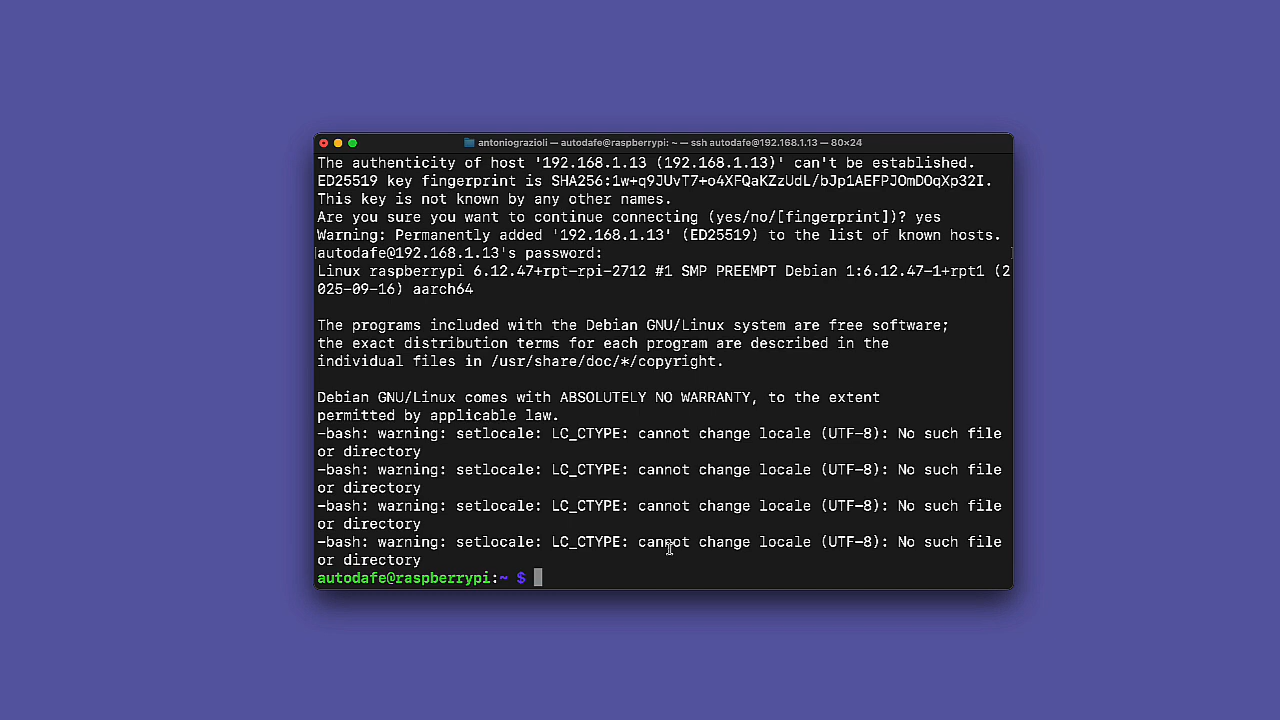 antoniograzioli — autodafe@raspberrypi: ~ — ssh autodafe@192.168.1.13 — 80×24
The authenticity of host '192.168.1.13 (192.168.1.13)' can't be established.
ED25519 key fingerprint is SHA256:1w+q9JUvT7+o4XFQaKZzUdL/bJp1AEFPJOmDOqXp32I.
This key is not known by any other names.
Are you sure you want to continue connecting (yes/no/[fingerprint])? yes
Warning: Permanently added '192.168.1.13' (ED25519) to the list of known hosts.
autodafe@192.168.1.13's password:
Linux raspberrypi 6.12.47+rpt-rpi-2712 #1 SMP PREEMPT Debian 1:6.12.47-1+rpt1 (2
025-09-16) aarch64
The programs included with the Debian GNU/Linux system are free software;
the exact distribution terms for each program are described in the
individual files in /usr/share/doc/*/copyright.
Debian GNU/Linux comes with ABSOLUTELY NO WARRANTY, to the extent
permitted by applicable law.
-bash: warning: setlocale: LC_CTYPE: cannot change locale (UTF-8): No such file
or directory
-bash: warning: setlocale: LC_CTYPE: cannot change locale (UTF-8): No such file
or directory
-bash: warning: setlocale: LC_CTYPE: cannot change locale (UTF-8): No such file
or directory
-bash: warning: setlocale: LC_CTYPE: cannot change locale (UTF-8): No such file
or directory
autodafe@raspberrypi:~ $